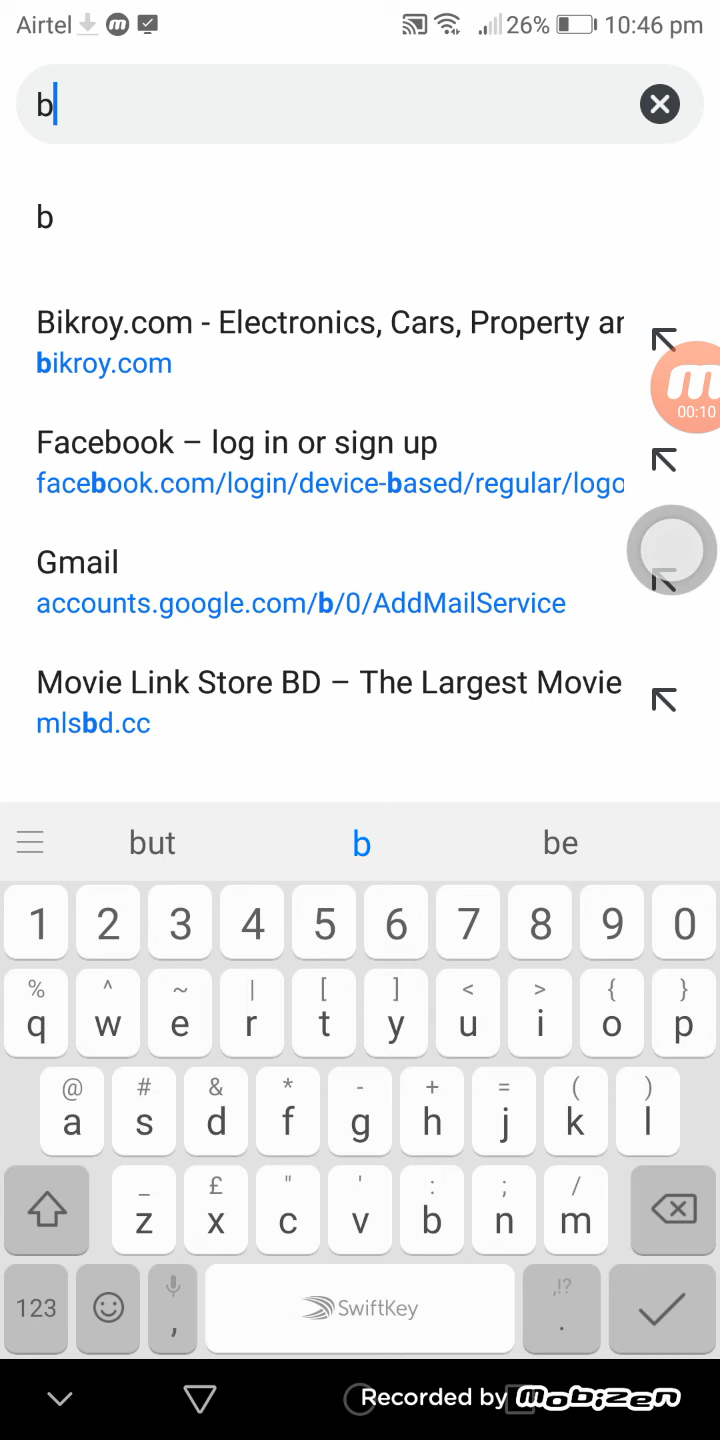 Airtel 26% 10:46 pm
b
b
Bikroy.com - Electronics, Cars, Property ar
bikroy.com
00:10
Facebook – log in or sign up
facebook.com/login/device-based/regular/logo
Gmail
accounts.google.com/b/0/AddMailService
Movie Link Store BD – The Largest Movie
mlsbd.cc
but b be
1 2 3 4 5 6 7 8 9 0
% ^ ~ | [ ] < > { }
q w e r t y u i o p
@ # & * - + = ( )
a s d f g h j k l
_ £ " ' : ; /
z x c v b n m
123 , SwiftKey ,!? .
Recorded by mobizen